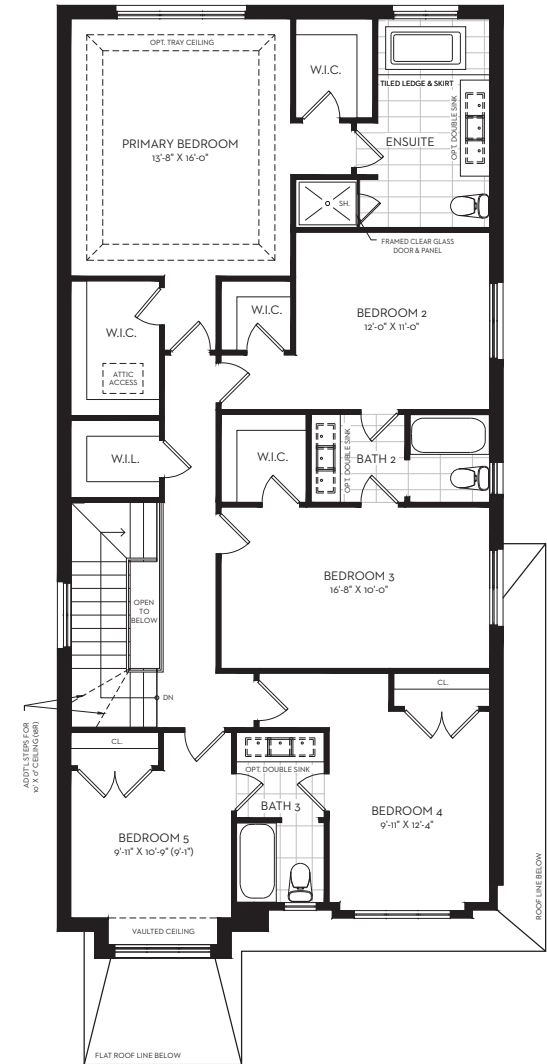 OPT. TRAY CEILING
W.I.C.
TILED LEDGE & SKIRT
PRIMARY BEDROOM
13'-8" X 16'-0"
ENSUITE
OPT. DOUBLE SINK
SH.
FRAMED CLEAR GLASS
DOOR & PANEL
W.I.C.
W.I.C.
BEDROOM 2
12'-0" X 11'-0"
ATTIC
ACCESS
W.I.L.
W.I.C.
OPT. DOUBLE SINK
BATH 2
BEDROOM 3
16'-8" X 10'-0"
OPEN
TO
BELOW
DN
CL.
ADDT'L STEPS FOR
10' 0" CEILING (18R)
CL.
OPT. DOUBLE SINK
BATH 3
BEDROOM 4
9'-11" X 12'-4"
BEDROOM 5
9'-11" X 10'-9" (9'-1")
ROOF LINE BELOW
VAULTED CEILING
FLAT ROOF LINE BELOW